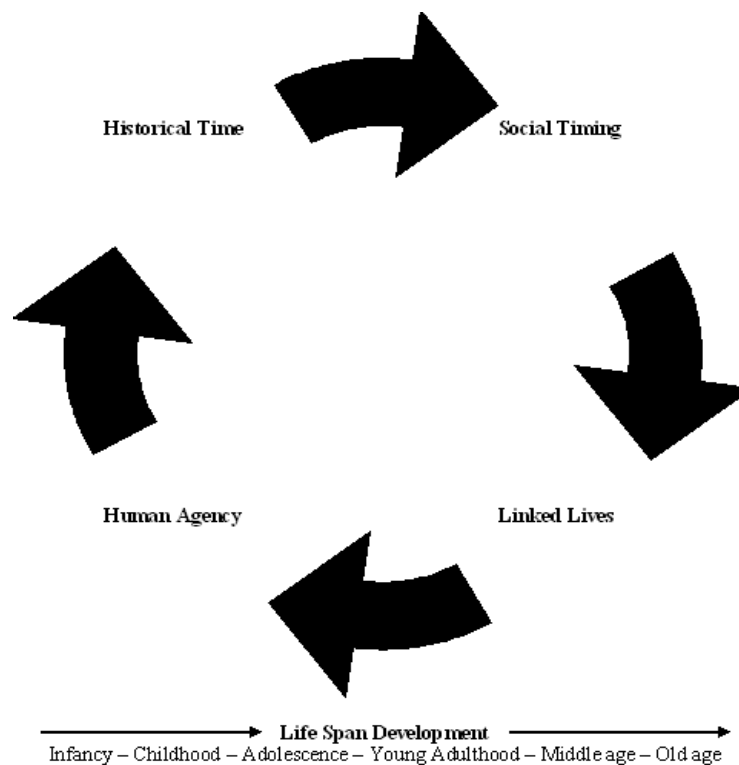 Historical Time
Social Timing
Human Agency
Linked Lives
Life Span Development
Infancy – Childhood – Adolescence – Young Adulthood – Middle age – Old age